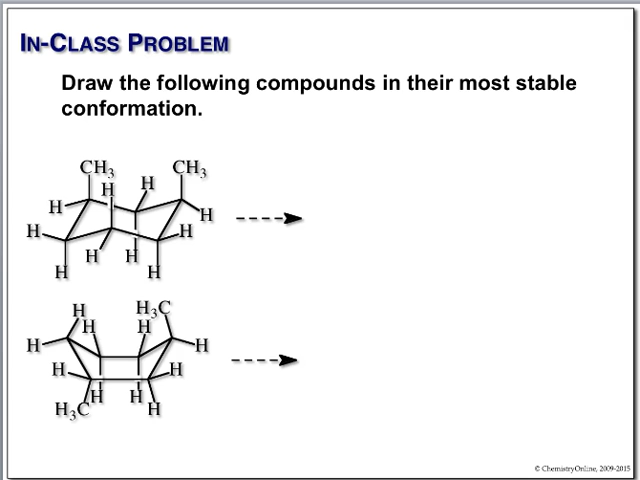 IN-CLASS PROBLEM
Draw the following compounds in their most stable
conformation.
CH3 CH3
H H
H H
H H
H H
H H
H H3C
H H
H H
H H
H H
H3C H
© ChemistryOnline, 2009-2015